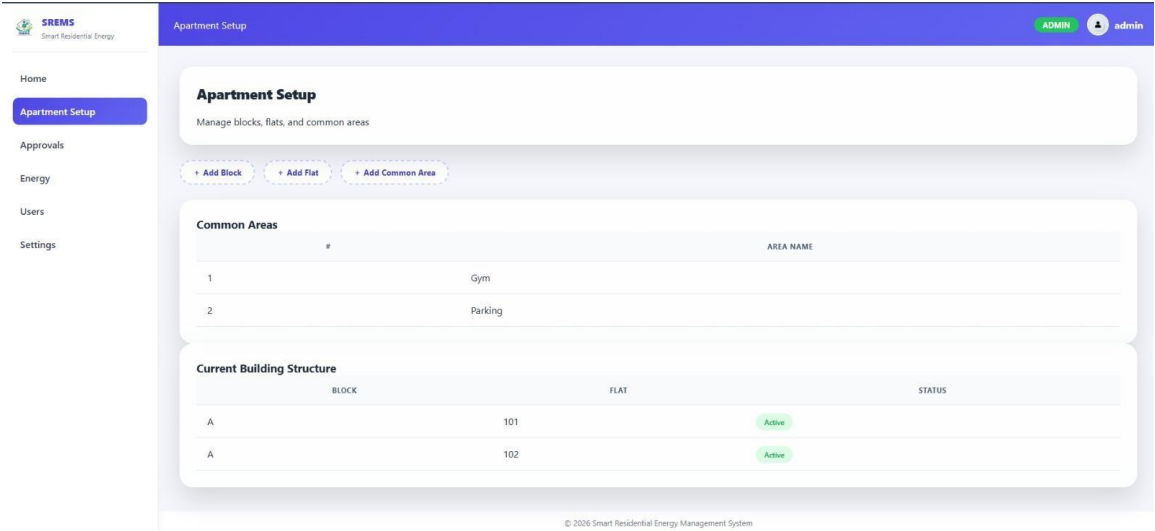 SREMS
Smart Residential Energy
Apartment Setup
ADMIN admin
Home
Apartment Setup
Approvals
Energy
Users
Settings
Apartment Setup
Manage blocks, flats, and common areas
+ Add Block + Add Flat + Add Common Area
Common Areas
# AREA NAME
1 Gym
2 Parking
Current Building Structure
BLOCK FLAT STATUS
A 101 Active
A 102 Active
© 2026 Smart Residential Energy Management System